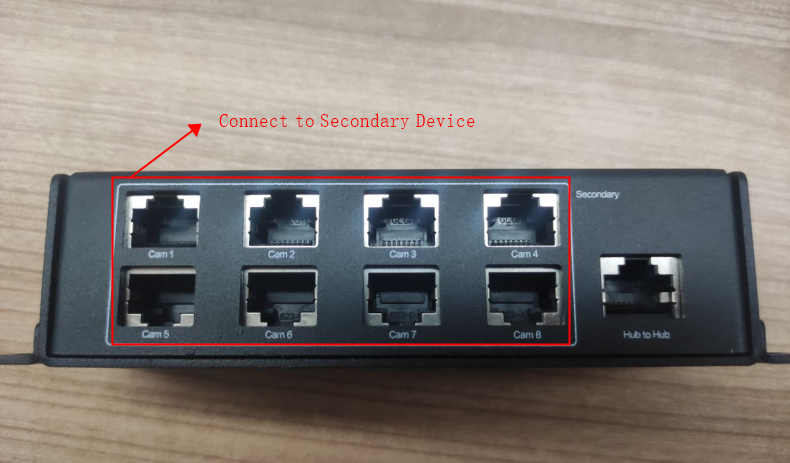 Connect to Secondary Device
Secondary
Cam 1 Cam 2 Cam 3 Cam 4
Cam 5 Cam 6 Cam 7 Cam 8
Hub to Hub